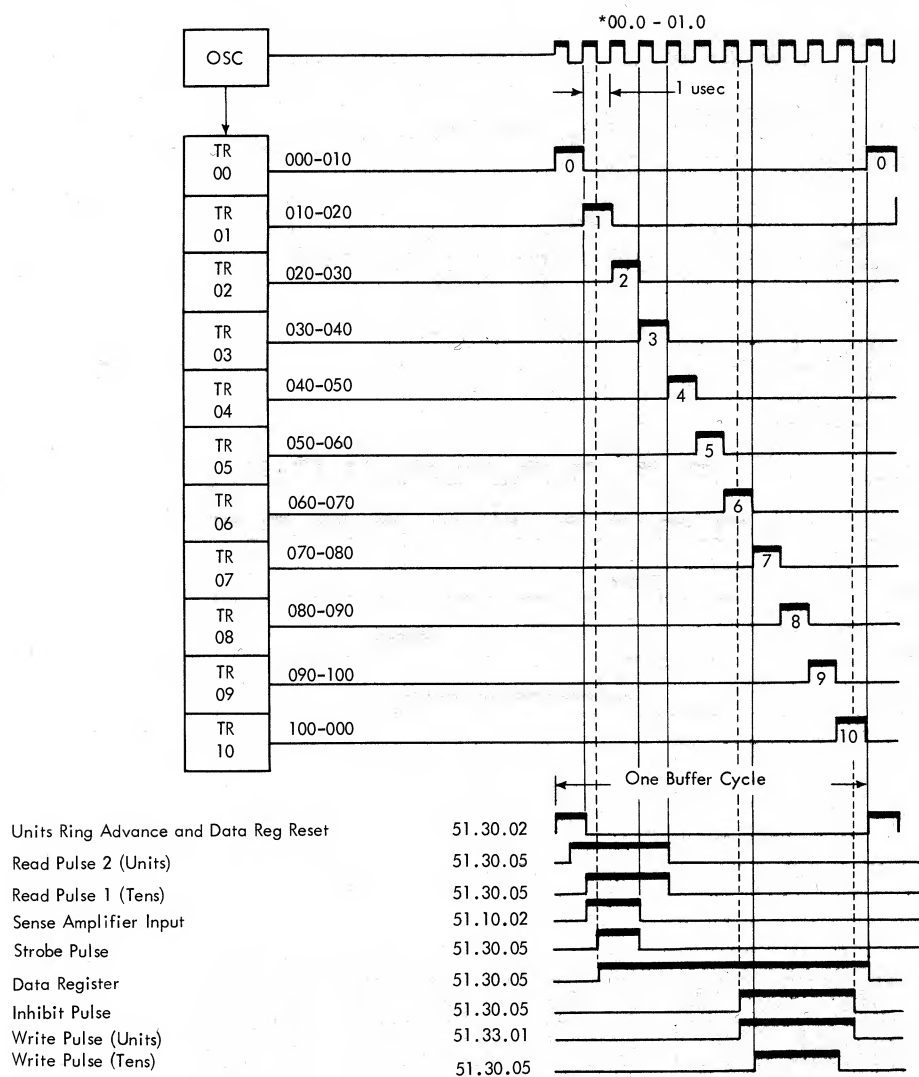 *00.0 - 01.0
OSC
1 usec
TR 00
000-010
0
0
TR 01
010-020
1
TR 02
020-030
2
TR 03
030-040
3
TR 04
040-050
4
TR 05
050-060
5
TR 06
060-070
6
TR 07
070-080
7
TR 08
080-090
8
TR 09
090-100
9
TR 10
100-000
10
One Buffer Cycle
Units Ring Advance and Data Reg Reset 51.30.02
Read Pulse 2 (Units) 51.30.05
Read Pulse 1 (Tens) 51.30.05
Sense Amplifier Input 51.10.02
Strobe Pulse 51.30.05
Data Register 51.30.05
Inhibit Pulse 51.30.05
Write Pulse (Units) 51.33.01
Write Pulse (Tens) 51.30.05